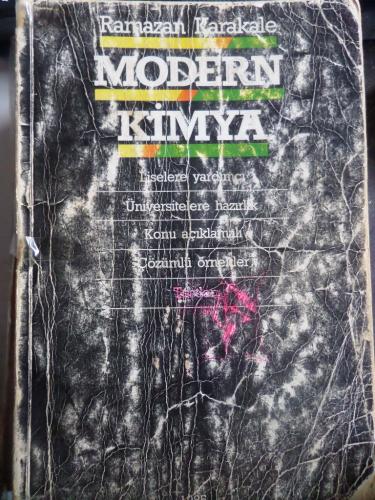 Ramazan Karakale
MODERN
KİMYA
Liselere yardımcı
Üniversitelere hazırlık
Konu açıklamalı
Çözümlü örnekler